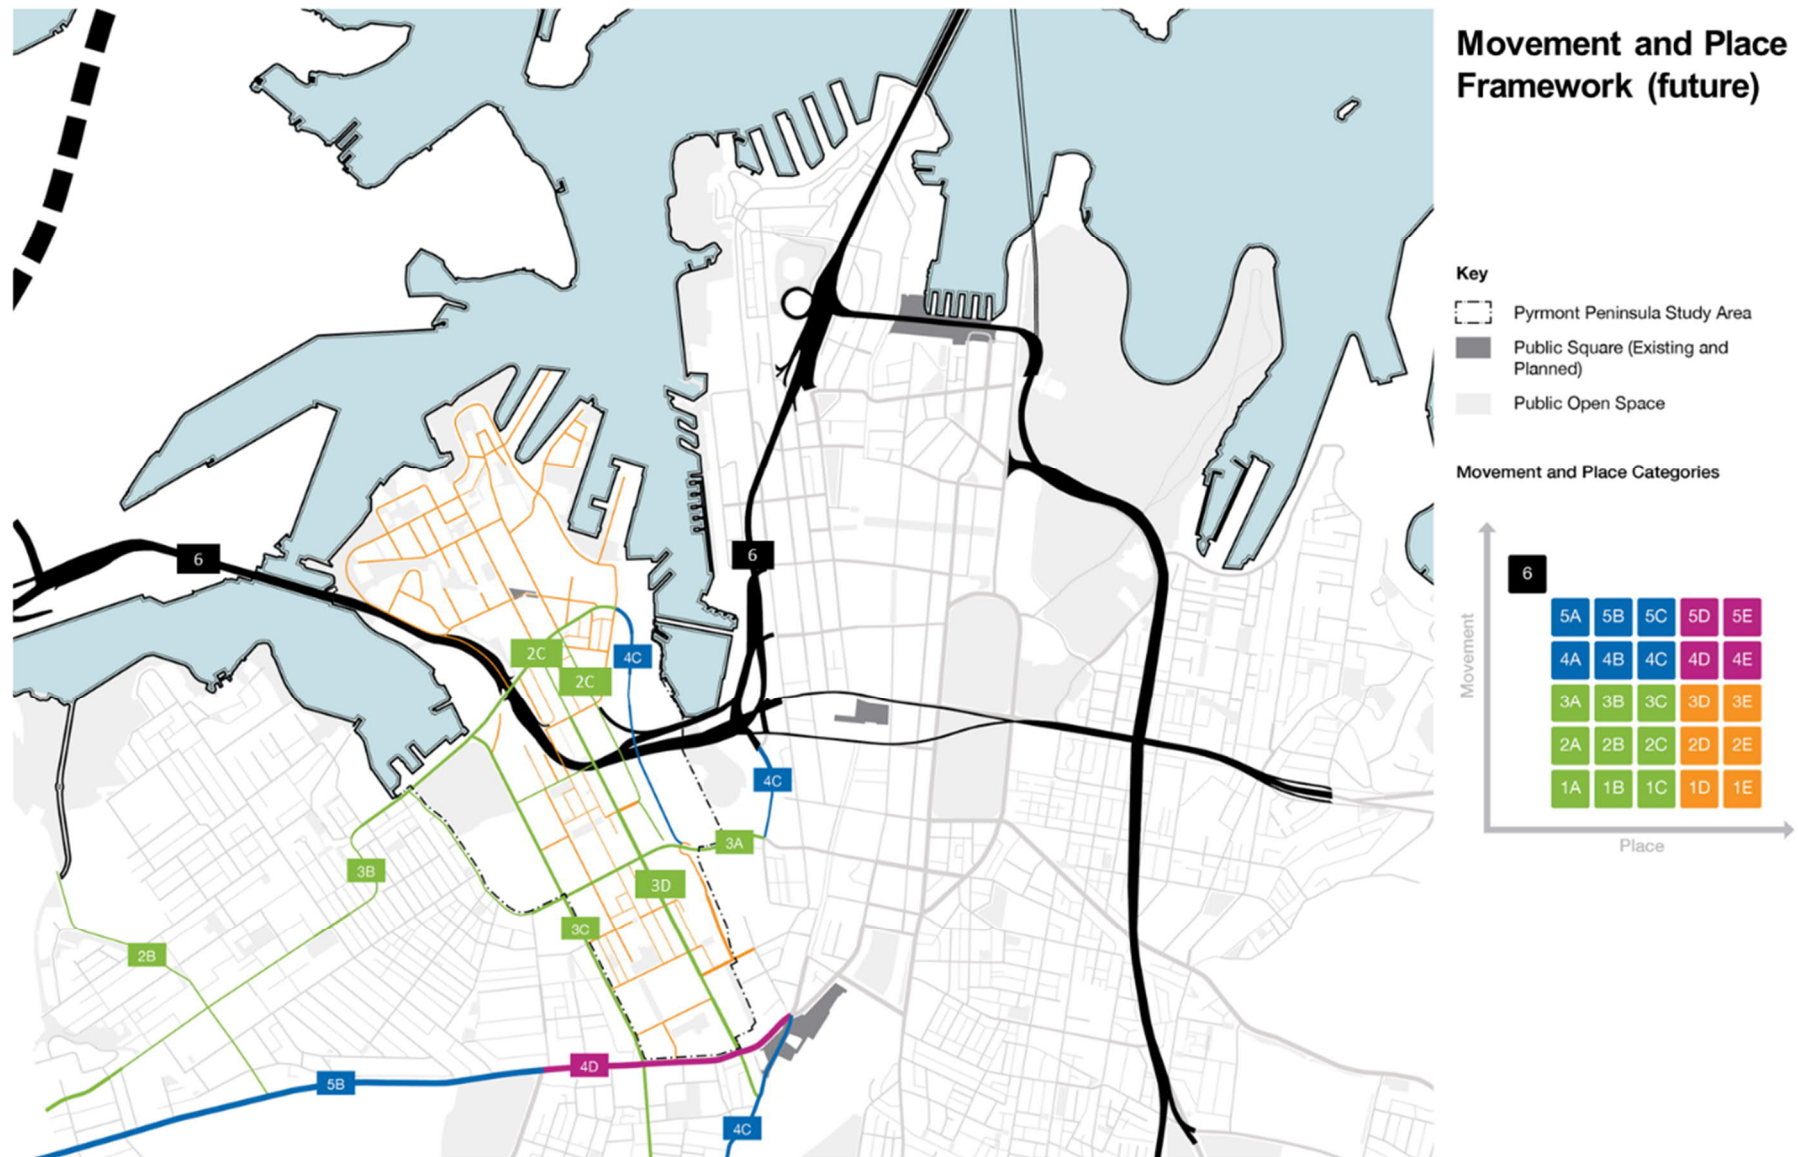 Movement and Place
Framework (future)
Key
Pyrmont Peninsula Study Area
Public Square (Existing and
Planned)
Public Open Space
Movement and Place Categories
Movement
6
5A 5B 5C 5D 5E
4A 4B 4C 4D 4E
3A 3B 3C 3D 3E
2A 2B 2C 2D 2E
1A 1B 1C 1D 1E
Place
6
6
2C
4C
2C
4C
3A
3B
3D
3C
2B
4D
5B
4C